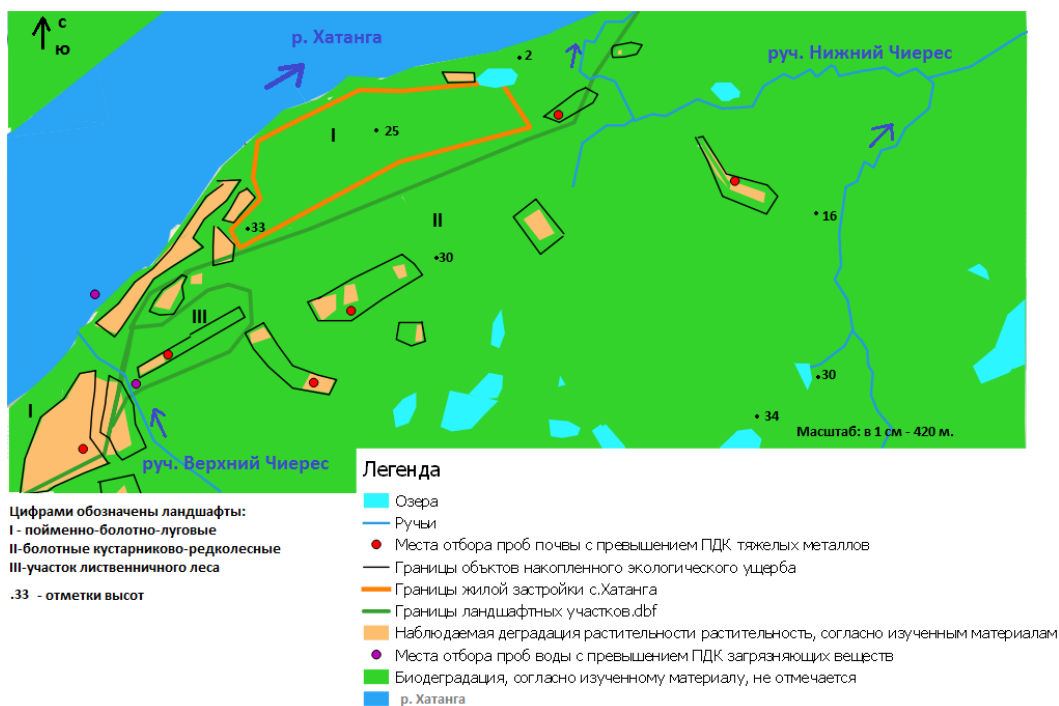 с
ю
р. Хатанга
2
руч. Нижний Чиерес
I
25
33
II
30
16
III
30
34
I
Масштаб: в 1 см - 420 м.
руч. Верхний Чиерес
Цифрами обозначены ландшафты:
I - пойменно-болотно-луговые
II-болотные кустарниково-редколесные
III-участок лиственничного леса
.33 - отметки высот
Легенда
Озера
Ручьи
Места отбора проб почвы с превышением ПДК тяжелых металлов
Границы объктов накопленного экологического ущерба
Границы жилой застройки с.Хатанга
Границы ландшафтных участков.dbf
Наблюдаемая деградация растительности растительность, согласно изученным материалам
Места отбора проб воды с превышением ПДК загрязняющих веществ
Биодеградация, согласно изученному материалу, не отмечается
р. Хатанга